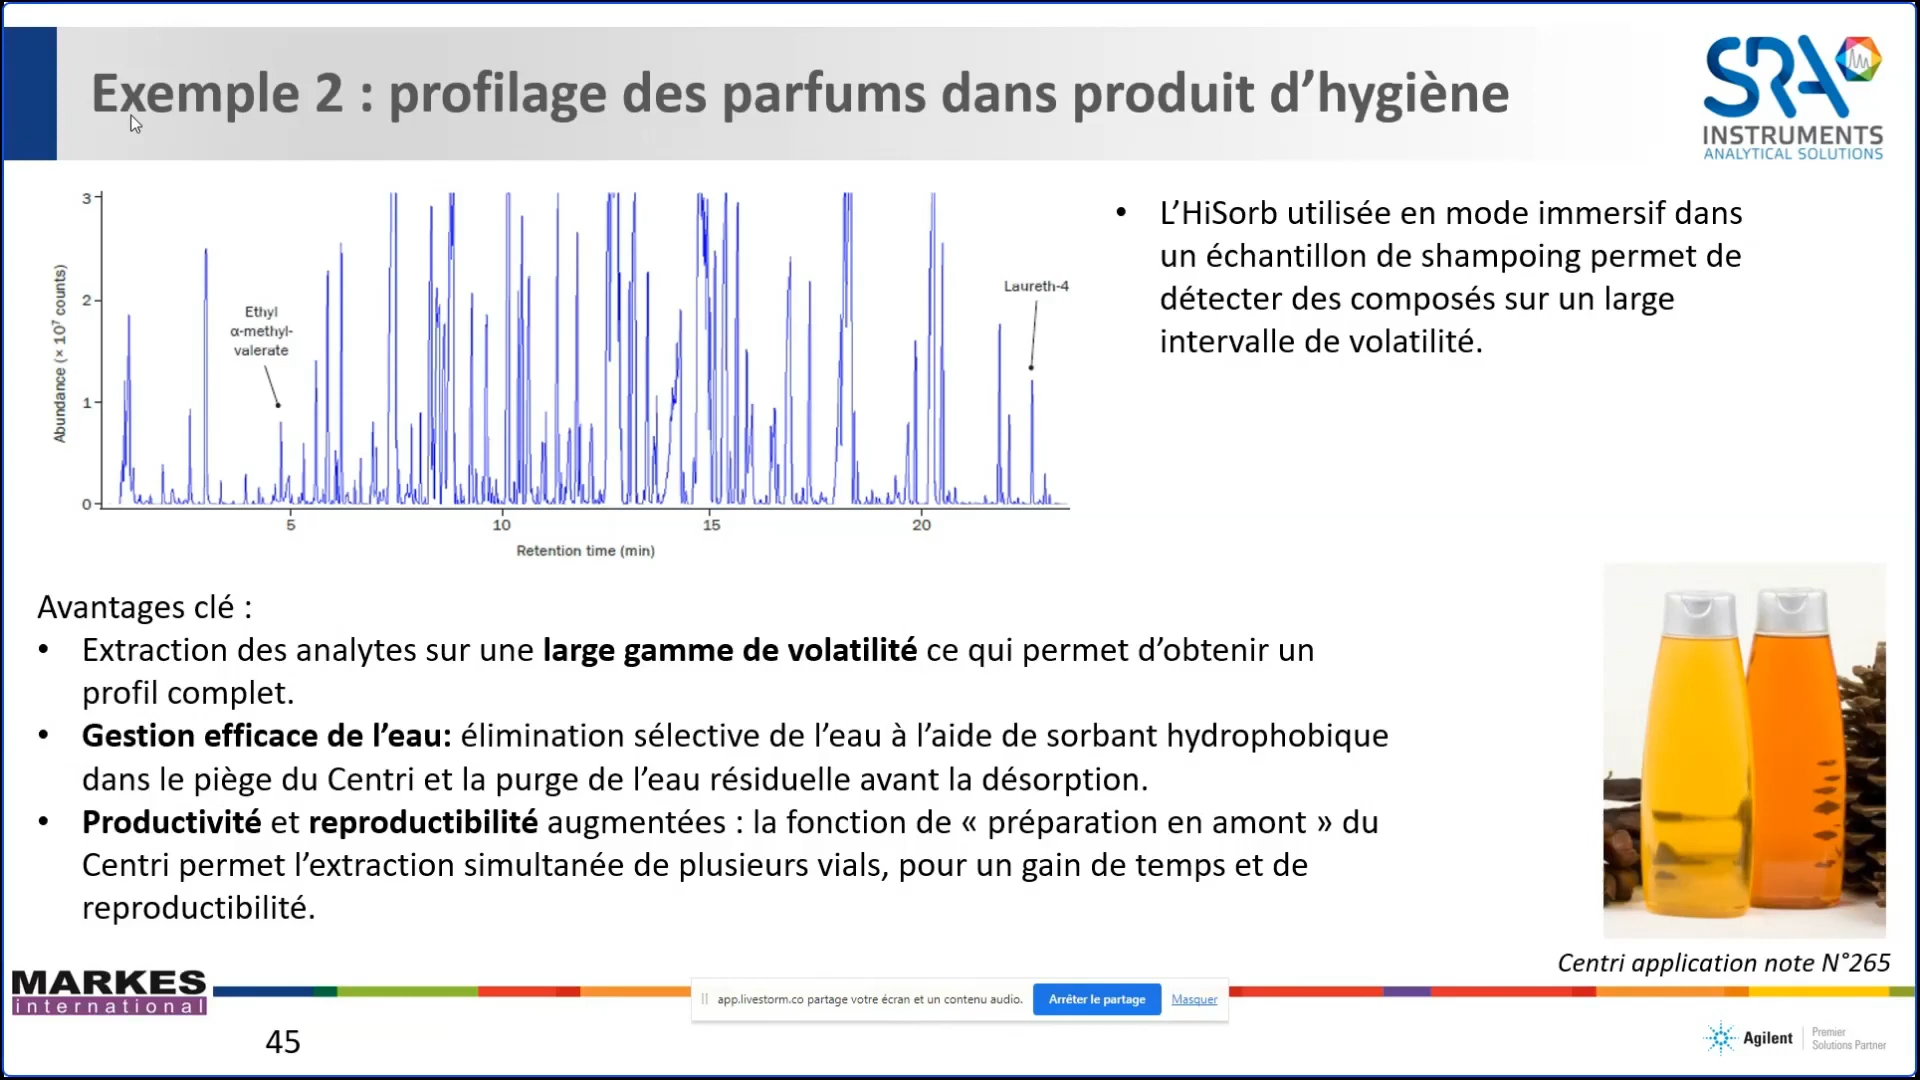 Exemple 2 : profilage des parfums dans produit d’hygiène
SRA
INSTRUMENTS
ANALYTICAL SOLUTIONS
3
2
1
0
Abundance (× 10⁷ counts)
Ethyl
α-methyl-
valerate
Laureth-4
5 10 15 20
Retention time (min)
• L’HiSorb utilisée en mode immersif dans
un échantillon de shampoing permet de
détecter des composés sur un large
intervalle de volatilité.
Avantages clé :
• Extraction des analytes sur une large gamme de volatilité ce qui permet d’obtenir un
profil complet.
• Gestion efficace de l’eau: élimination sélective de l’eau à l’aide de sorbant hydrophobique
dans le piège du Centri et la purge de l’eau résiduelle avant la désorption.
• Productivité et reproductibilité augmentées : la fonction de « préparation en amont » du
Centri permet l’extraction simultanée de plusieurs vials, pour un gain de temps et de
reproductibilité.
Centri application note N°265
MARKES
international
app.livestorm.co partage votre écran et un contenu audio. Arrêter le partage Masquer
45
Agilent
Premier
Solutions Partner